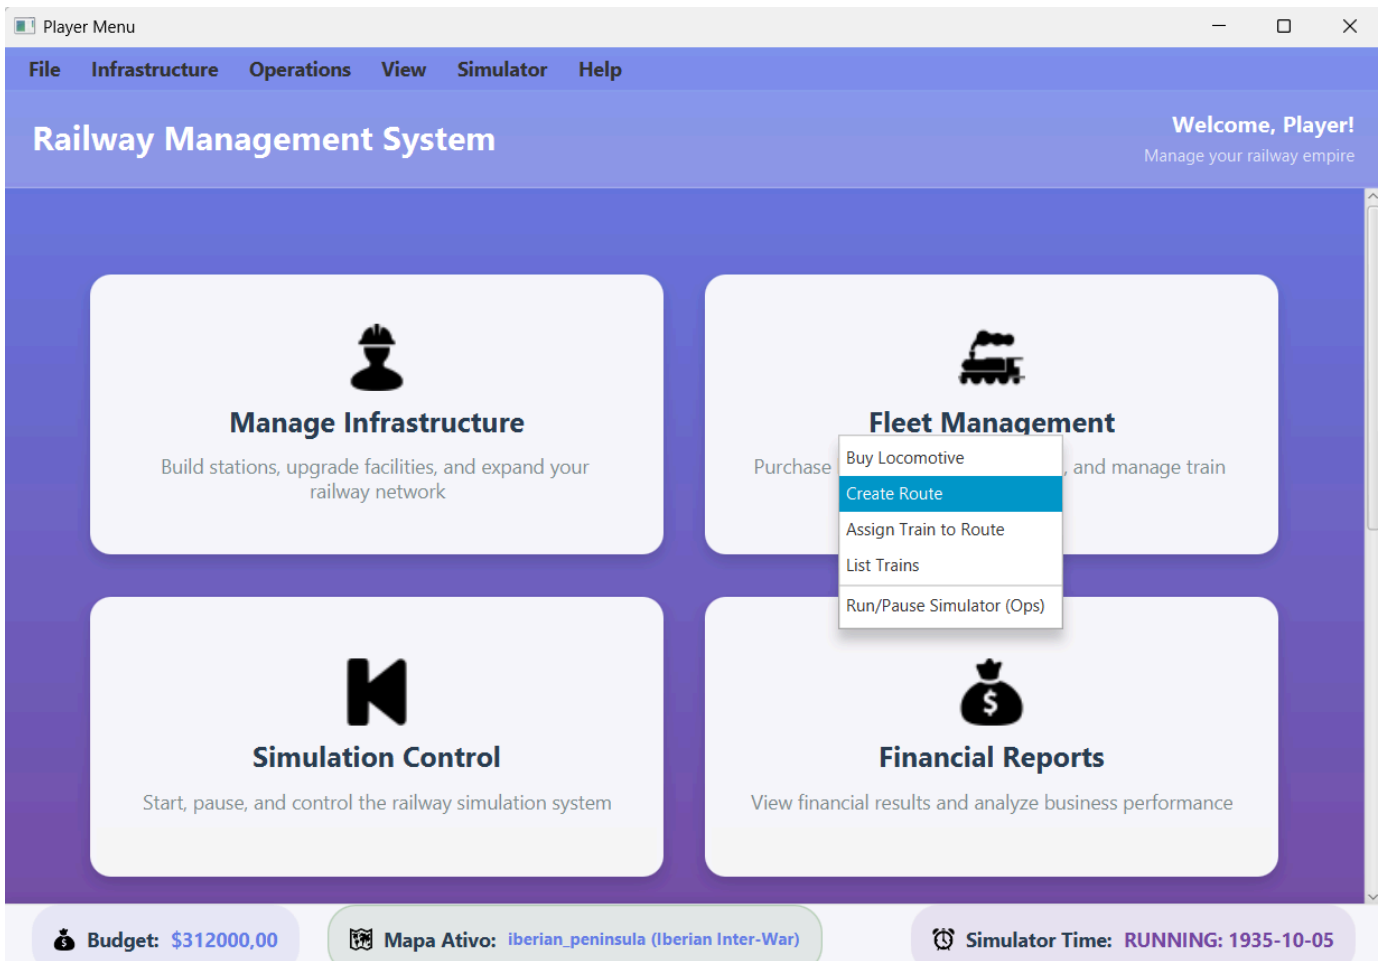 Player Menu
File Infrastructure Operations View Simulator Help
Railway Management System
Welcome, Player!
Manage your railway empire
Manage Infrastructure
Build stations, upgrade facilities, and expand your
railway network
Fleet Management
Purchase , and manage train
Buy Locomotive
Create Route
Assign Train to Route
List Trains
Run/Pause Simulator (Ops)
Simulation Control
Start, pause, and control the railway simulation system
$
Financial Reports
View financial results and analyze business performance
Budget: $312000,00
Mapa Ativo: iberian_peninsula (Iberian Inter-War)
Simulator Time: RUNNING: 1935-10-05